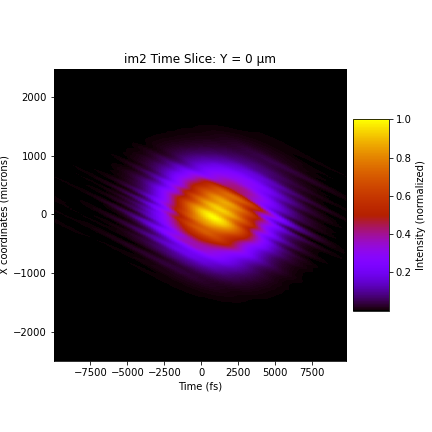 im2 Time Slice: Y = 0 μm
2000
1000
0
−1000
−2000
X coordinates (microns)
−7500 −5000 −2500 0 2500 5000 7500
Time (fs)
1.0
0.8
0.6
0.4
0.2
Intensity (normalized)